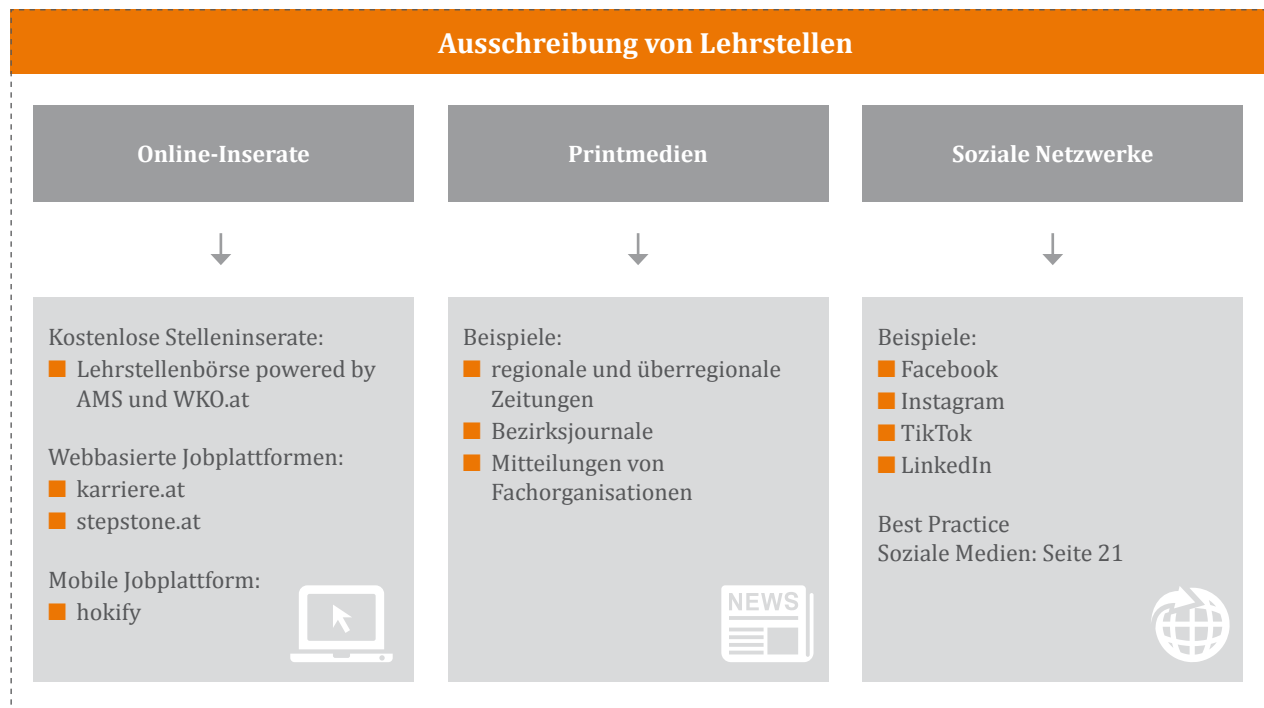 Ausschreibung von Lehrstellen
Online-Inserate
Kostenlose Stelleninserate:
Lehrstellenbörse powered by
AMS und WKO.at
Webbasierte Jobplattformen:
karriere.at
stepstone.at
Mobile Jobplattform:
hokify
Printmedien
Beispiele:
regionale und überregionale
Zeitungen
Bezirksjournale
Mitteilungen von
Fachorganisationen
NEWS
Soziale Netzwerke
Beispiele:
Facebook
Instagram
TikTok
LinkedIn
Best Practice
Soziale Medien: Seite 21